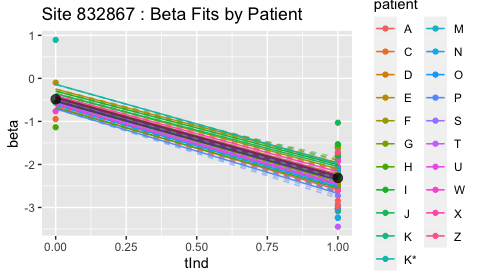 Site 832867 : Beta Fits by Patient
patient
1
0
-1
-2
-3
beta
0.00 0.25 0.50 0.75 1.00
tInd
A M
C N
D O
E P
F S
G T
H U
I V
J W
K X
K* Z